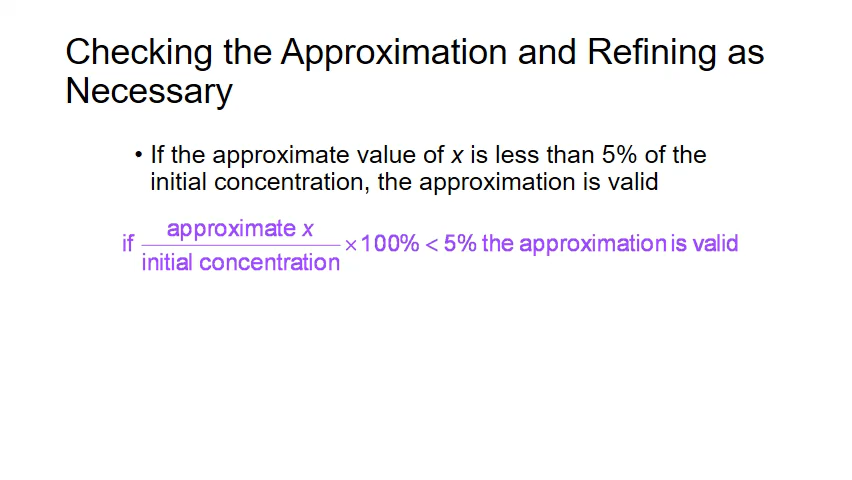 Checking the Approximation and Refining as
Necessary
• If the approximate value of x is less than 5% of the
initial concentration, the approximation is valid
approximate x
if ────────── ×100% < 5% the approximation is valid
initial concentration